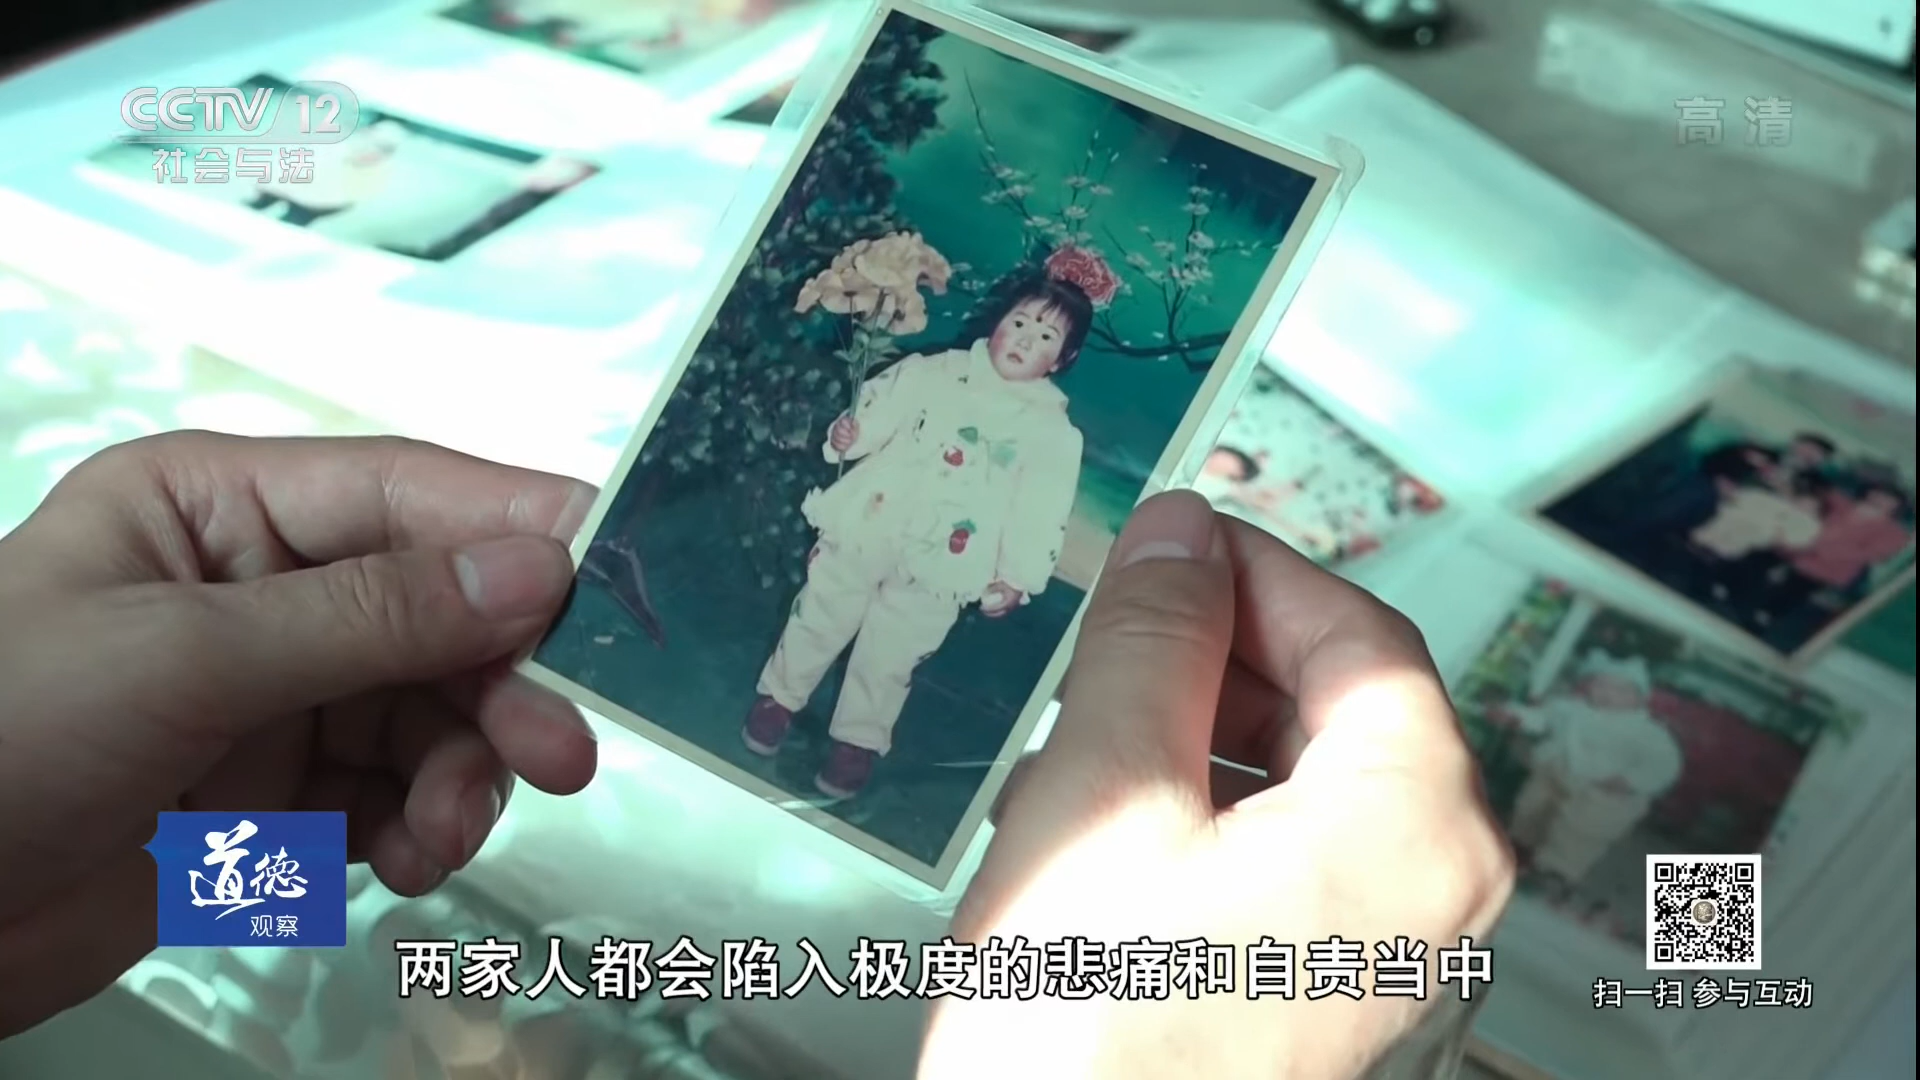 CCTV 12
社会与法
高清
道德
观察
两家人都会陷入极度的悲痛和自责当中
扫一扫 参与互动